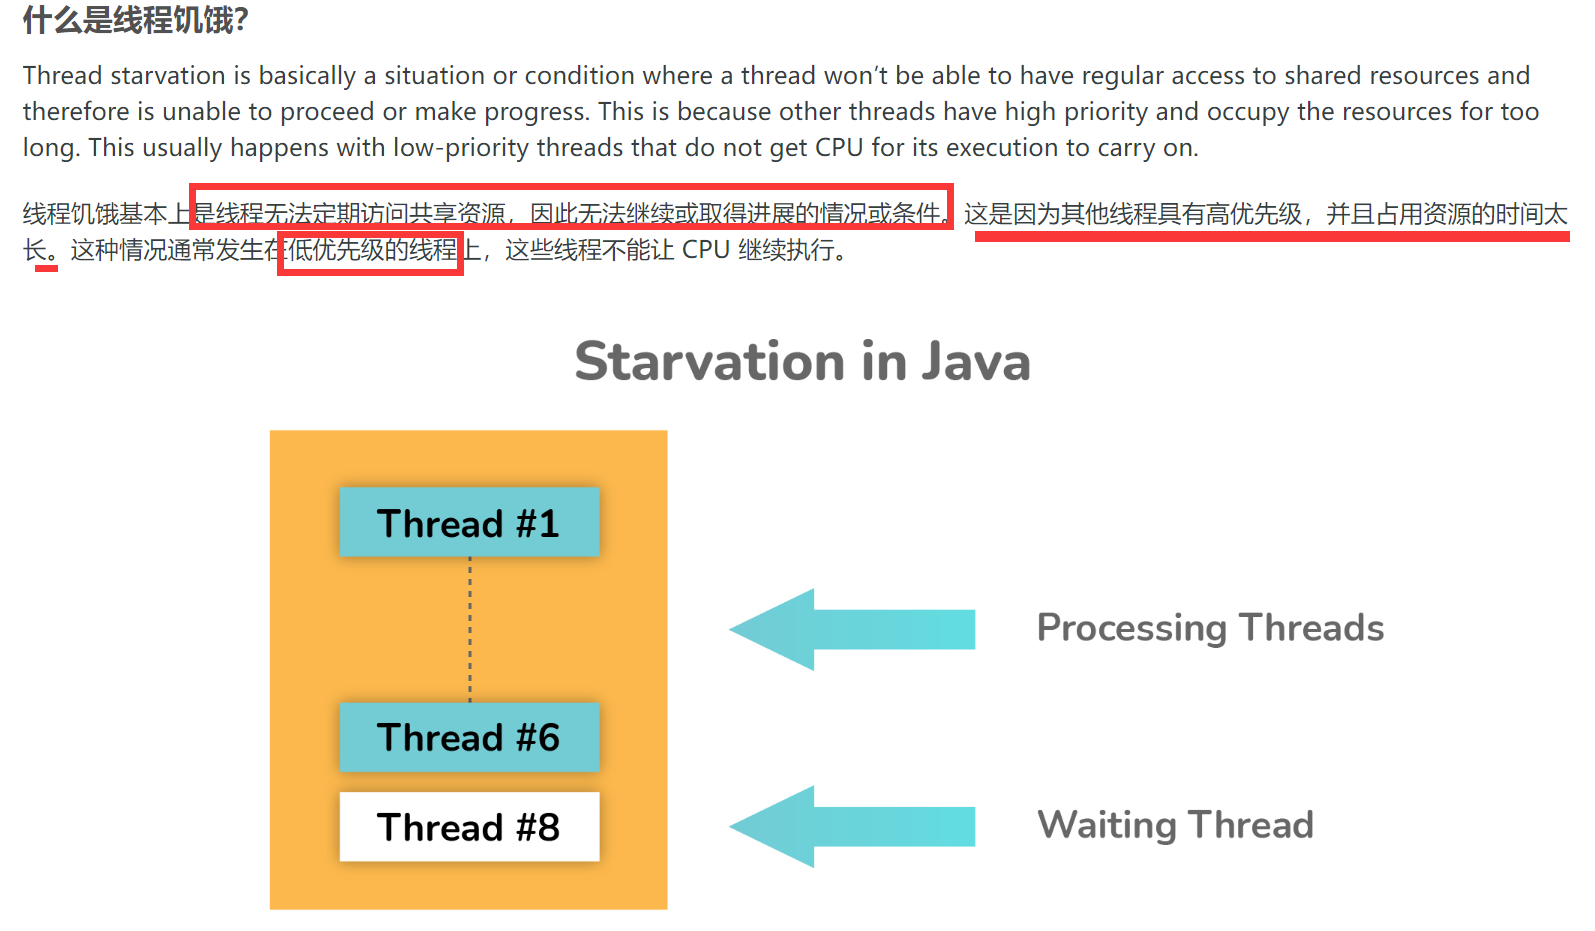 什么是线程饥饿？
Thread starvation is basically a situation or condition where a thread won’t be able to have regular access to shared resources and
therefore is unable to proceed or make progress. This is because other threads have high priority and occupy the resources for too
long. This usually happens with low-priority threads that do not get CPU for its execution to carry on.
线程饥饿基本上是线程无法定期访问共享资源，因此无法继续或取得进展的情况或条件。这是因为其他线程具有高优先级，并且占用资源的时间太
长。这种情况通常发生在低优先级的线程上，这些线程不能让 CPU 继续执行。
Starvation in Java
Thread #1
Processing Threads
Thread #6
Thread #8
Waiting Thread